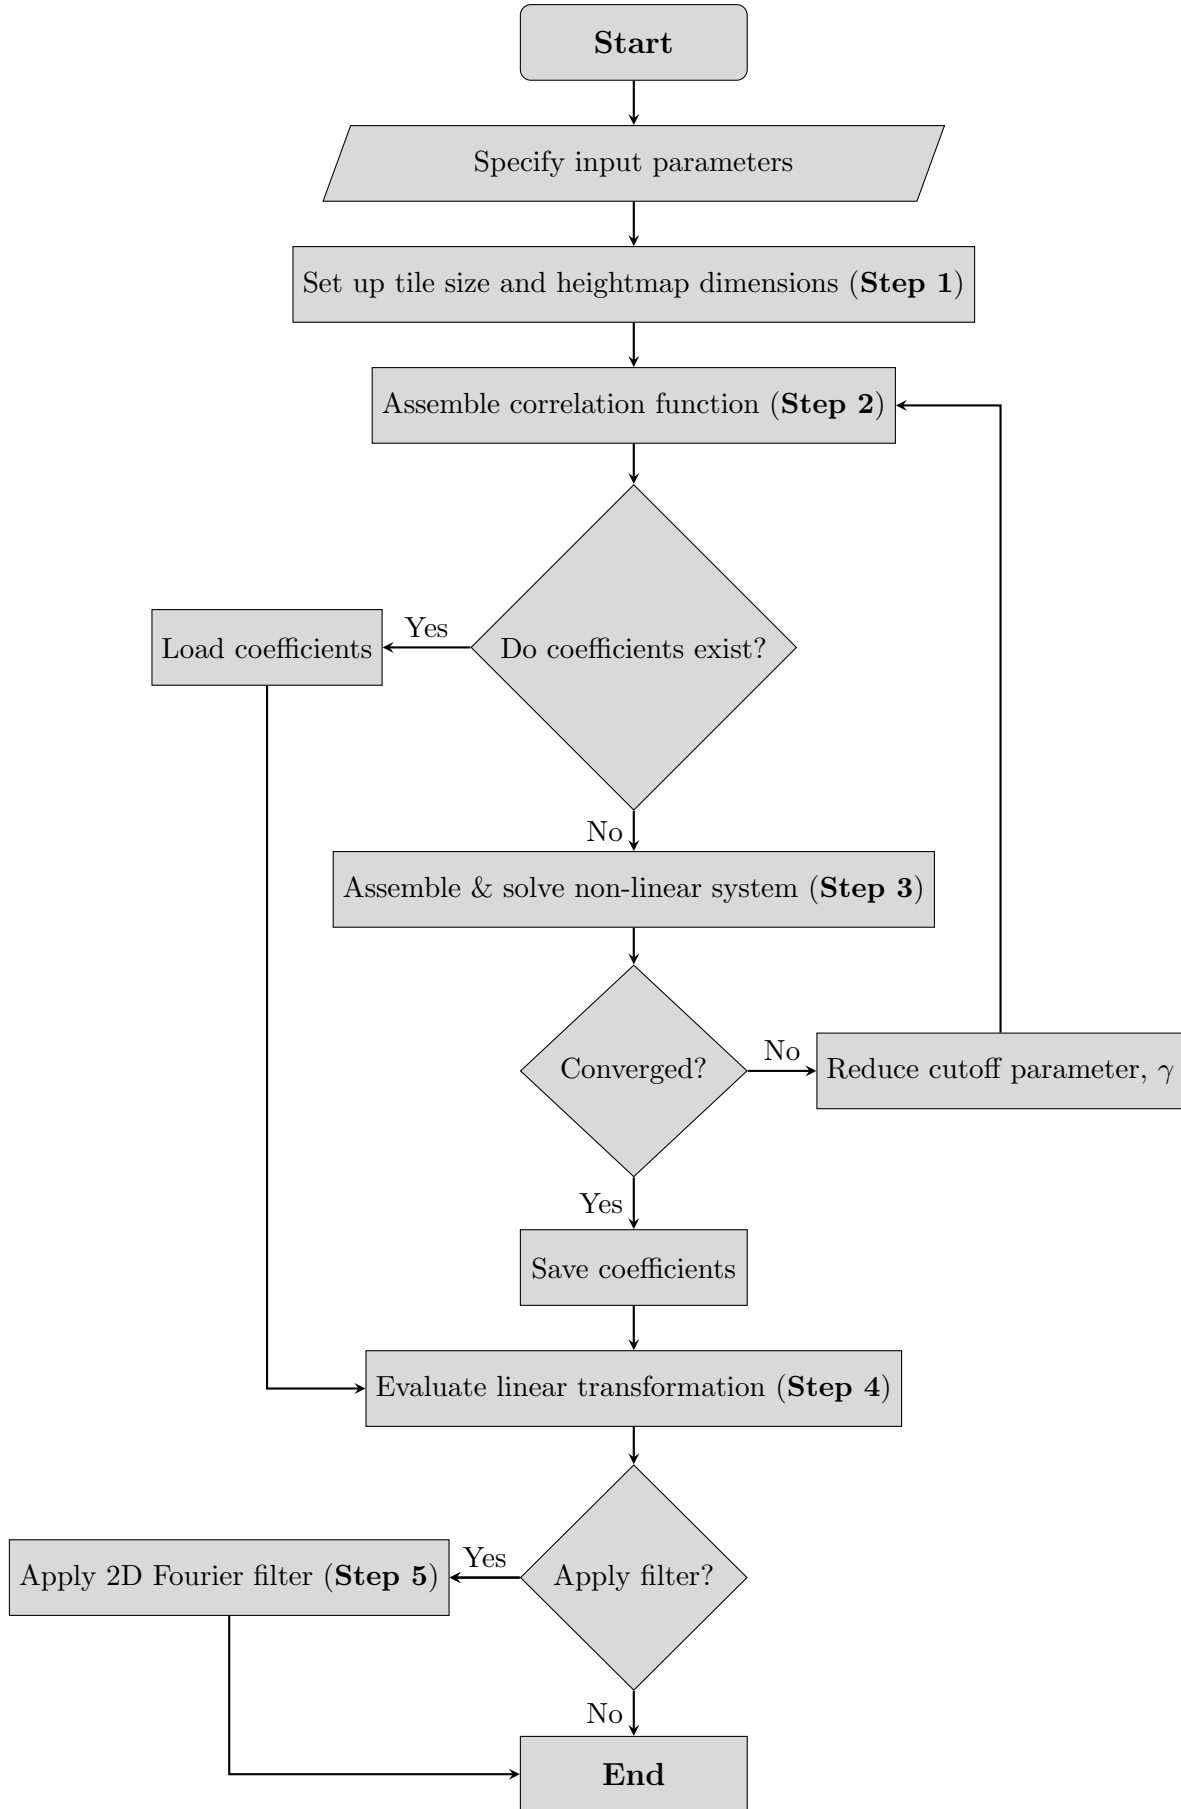 Start
Specify input parameters
Set up tile size and heightmap dimensions (Step 1)
Assemble correlation function (Step 2)
Do coefficients exist?
Yes
Load coefficients
No
Assemble & solve non-linear system (Step 3)
Converged?
No
Reduce cutoff parameter, γ
Yes
Save coefficients
Evaluate linear transformation (Step 4)
Apply filter?
Yes
Apply 2D Fourier filter (Step 5)
No
End